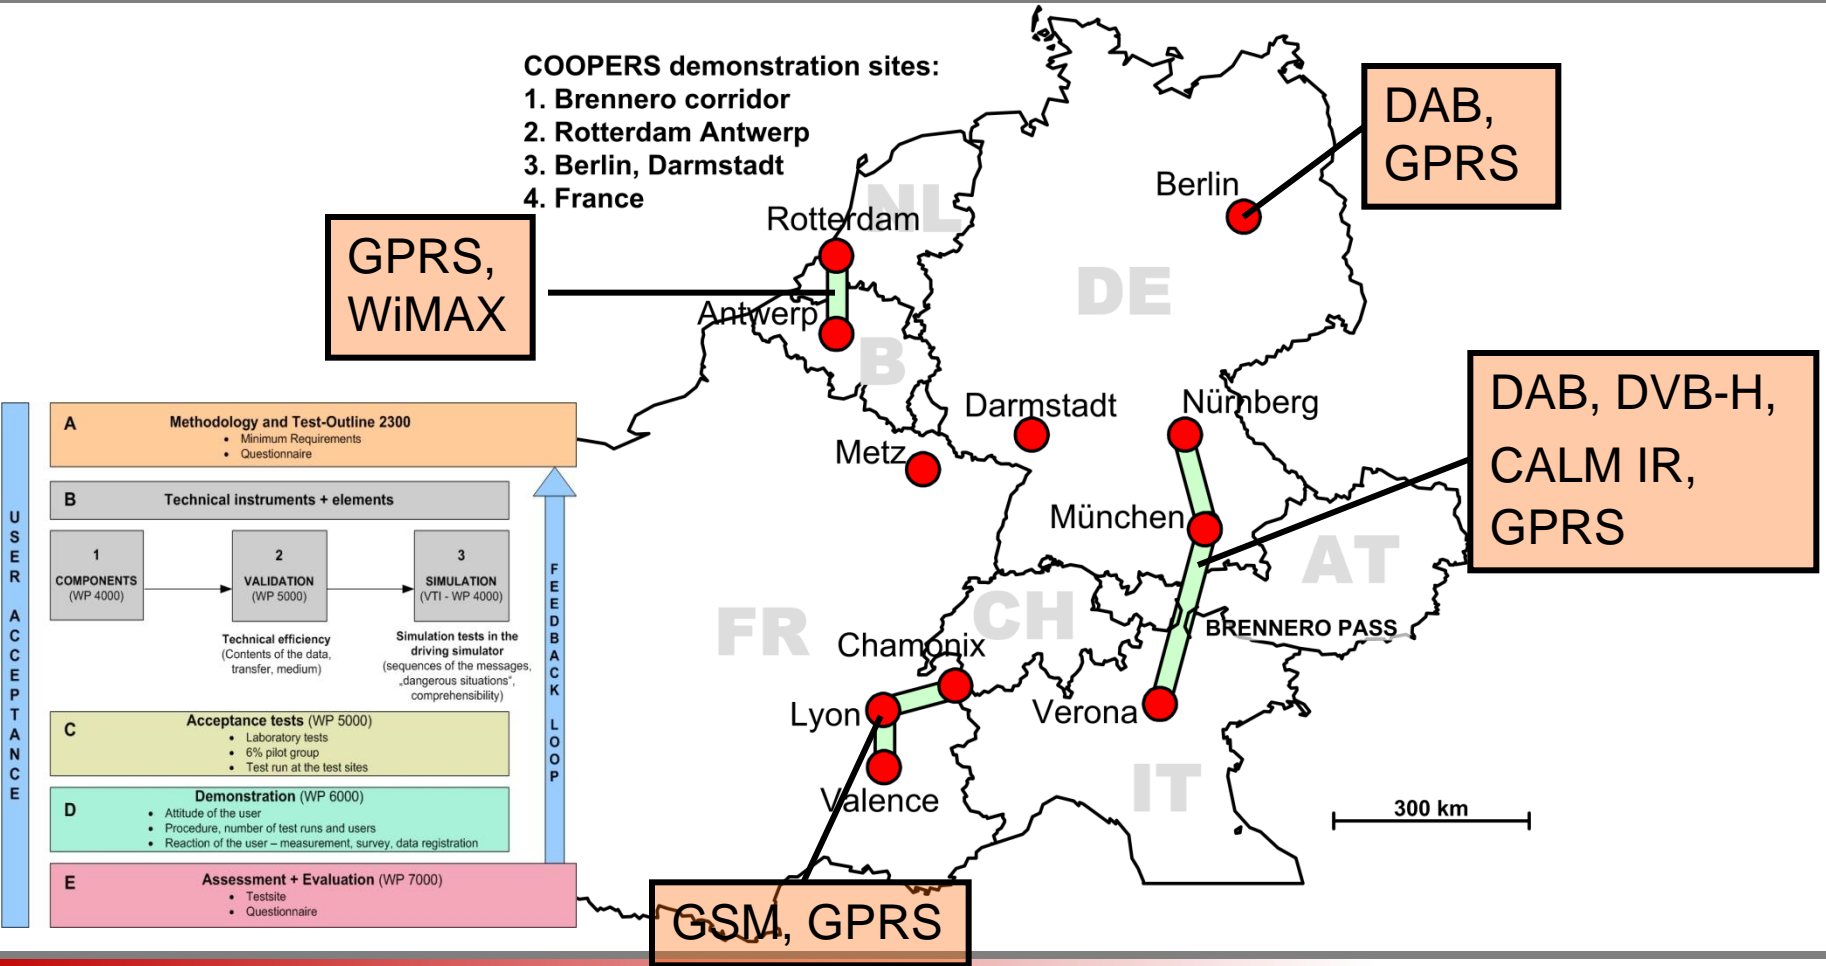 COOPERS demonstration sites:
1. Brennero corridor
2. Rotterdam Antwerp
3. Berlin, Darmstadt
4. France
DAB,
GPRS
Berlin
NL
Rotterdam
GPRS,
WiMAX
DE
Antwerp
B
DAB, DVB-H,
CALM IR,
GPRS
Darmstadt
Nürnberg
Metz
München
AT
FR
CH
BRENNERO PASS
Chamonix
Lyon
Verona
IT
Valence
300 km
GSM, GPRS
USER ACCEPTANCE
A
Methodology and Test-Outline 2300
• Minimum Requirements
• Questionnaire
B
Technical instruments + elements
1
COMPONENTS
(WP 4000)
2
VALIDATION
(WP 5000)
3
SIMULATION
(VTI - WP 4000)
Technical efficiency
(Contents of the data,
transfer, medium)
Simulation tests in the
driving simulator
(sequences of the messages,
„dangerous situations“,
comprehensibility)
FEEDBACK LOOP
C
Acceptance tests (WP 5000)
• Laboratory tests
• 6% pilot group
• Test run at the test sites
D
Demonstration (WP 6000)
• Attitude of the user
• Procedure, number of test runs and users
• Reaction of the user – measurement, survey, data registration
E
Assessment + Evaluation (WP 7000)
• Testsite
• Questionnaire